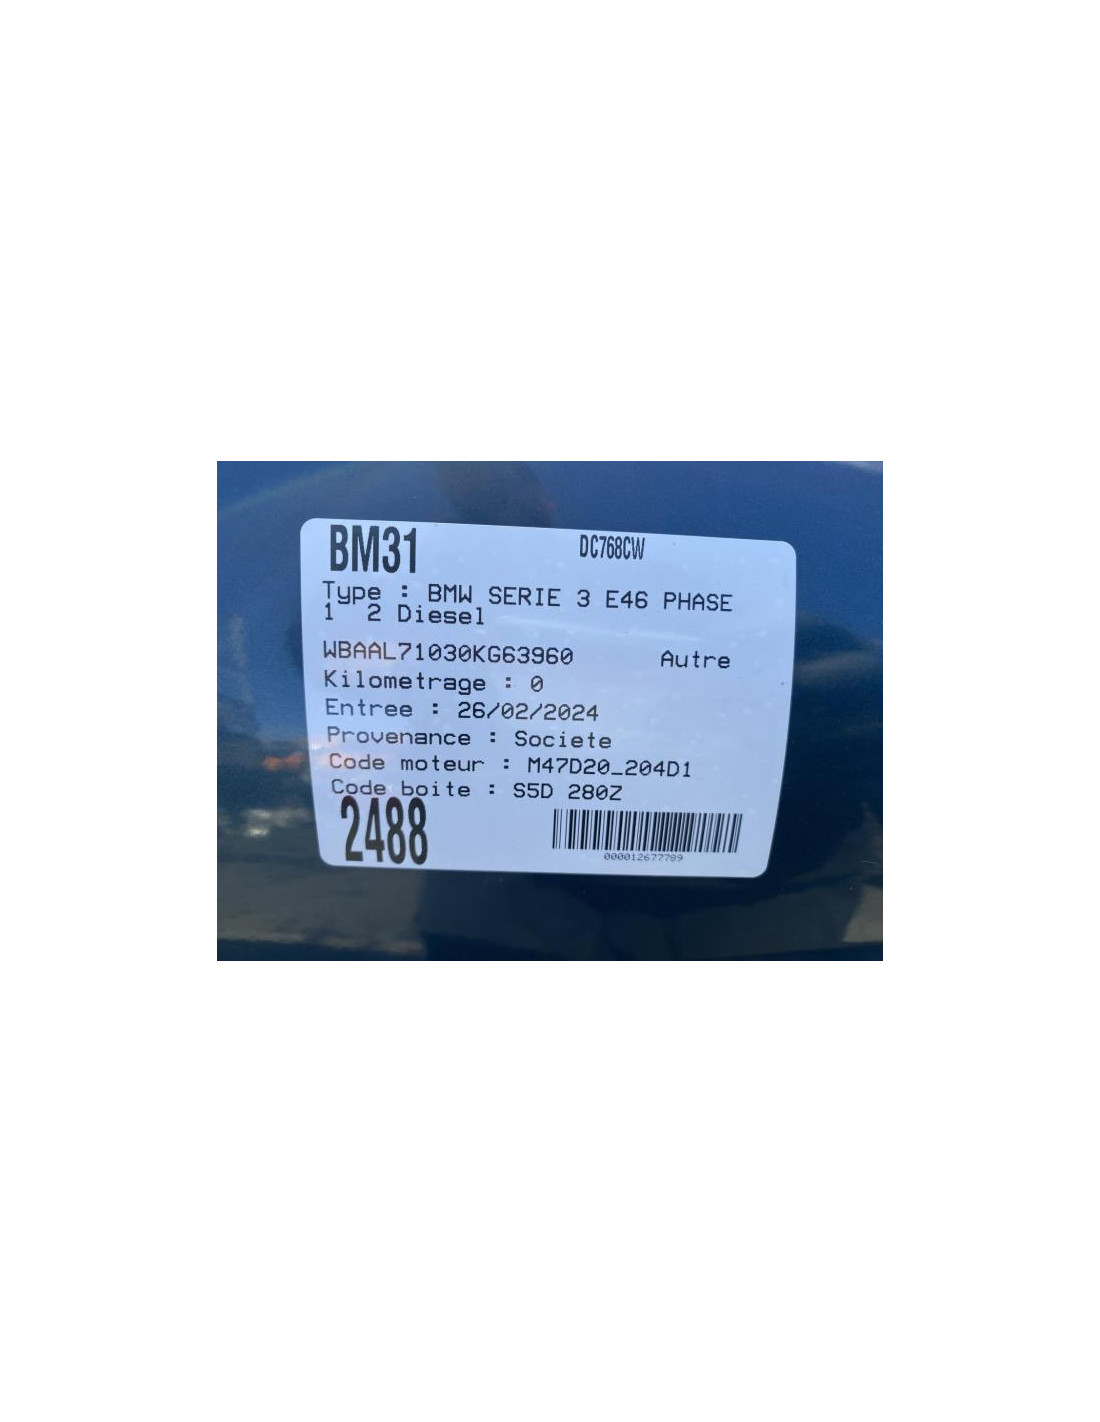 BM31 DC768CW
Type : BMW SERIE 3 E46 PHASE
1 2 Diesel
WBAAL71030KG63960 Autre
Kilometrage : 0
Entree : 26/02/2024
Provenance : Societe
Code moteur : M47D20_204D1
Code boite : S5D 280Z
2488
000012677789